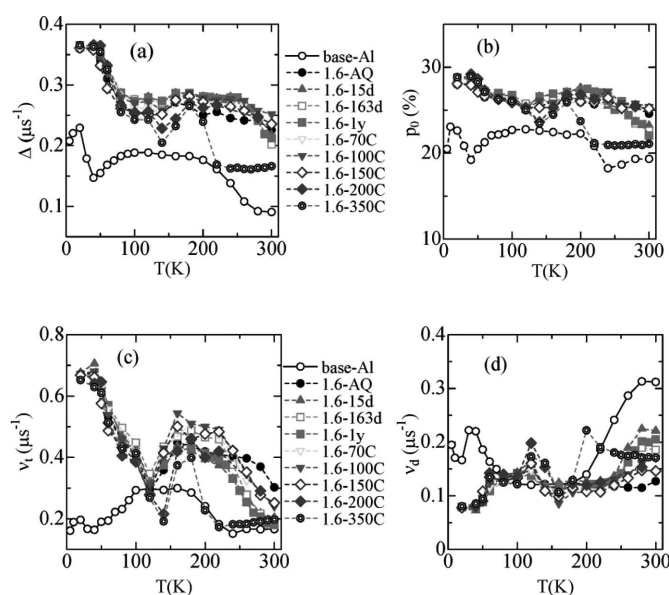 0.4
0.3
0.2
0.1
Δ (μs⁻¹)
(a)
0
100
200
300
T(K)
base-Al
1.6-AQ
1.6-15d
1.6-163d
1.6-1y
1.6-70C
1.6-100C
1.6-150C
1.6-200C
1.6-350C
30
20
10
p₀ (%)
(b)
0
100
200
300
T(K)
0.8
0.6
0.4
0.2
νₜ (μs⁻¹)
(c)
0
100
200
300
T(K)
base-Al
1.6-AQ
1.6-15d
1.6-163d
1.6-1y
1.6-70C
1.6-100C
1.6-150C
1.6-200C
1.6-350C
0.4
0.3
0.2
0.1
0
ν_d (μs⁻¹)
(d)
0
100
200
300
T(K)